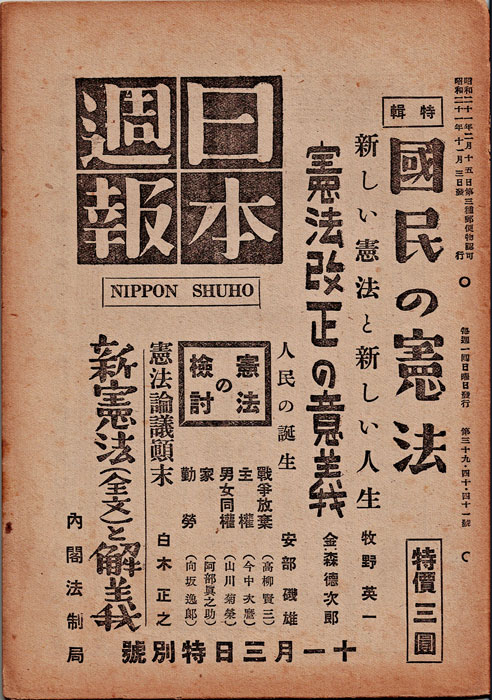 昭和二十一年二月十五日第三種郵便物認可
昭和二十一年十一月三日發行
每週一回日曜日發行 第三十九・四十・四十一號
特輯
國民の憲法
特價三圓
新しい憲法と新しい人生 牧野英一
憲法改正の意義 金森德次郎
人民の誕生 安部磯雄
憲法の檢討
戰爭放棄 (高柳賢三)
主權 (今中次麿)
男女同權 (山川菊榮)
家 (阿部眞之助)
勤勞 (向坂逸郎)
憲法論議顚末 白木正之
新憲法(全文)と解義
內閣法制局
日本週報
NIPPON SHUHO
十一月三日特別號